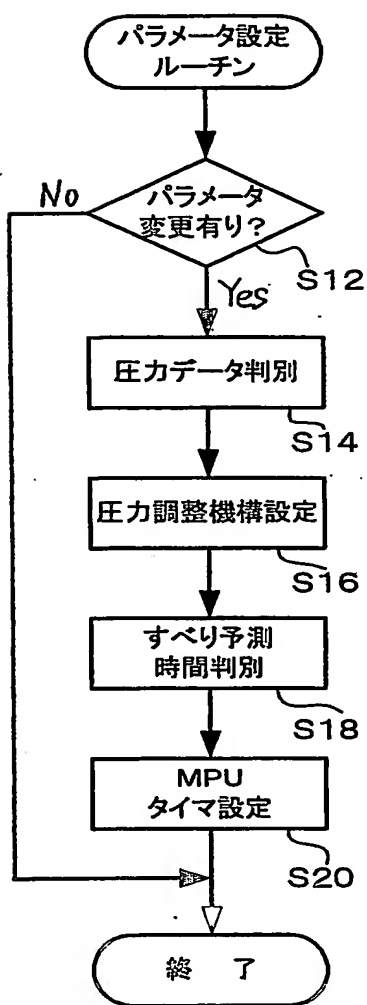 パラメータ設定
ルーチン
パラメータ
変更有り?
No
S12
Yes
圧力データ判別
S14
圧力調整機構設定
S16
すべり予測
時間判別
S18
MPU
タイマ設定
S20
終 了